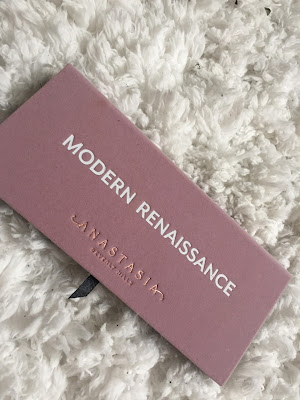 MODERN RENAISSANCE
ANASTASIA
BEVERLY HILLS